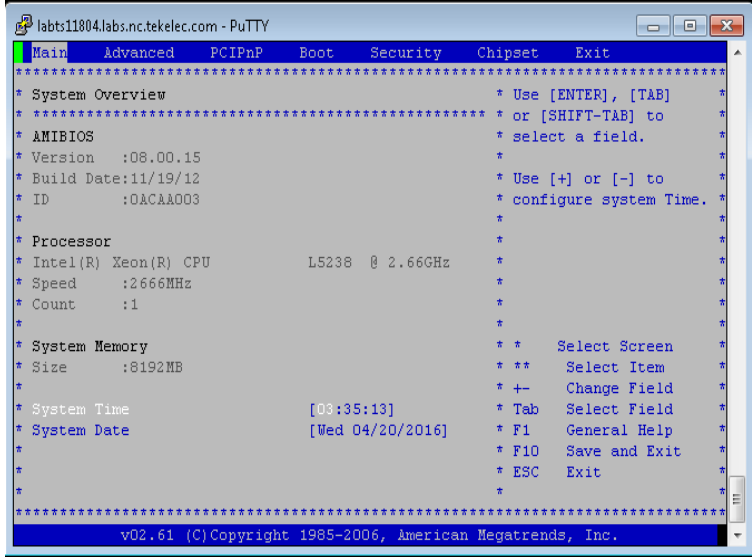 labts11804.labs.nc.tekelec.com - PuTTY
Main Advanced PCIPnP Boot Security Chipset Exit
********************************************************************************
* System Overview * Use [ENTER], [TAB] *
* *************************************************** * or [SHIFT-TAB] to *
* AMIBIOS * select a field. *
* Version :08.00.15 * *
* Build Date:11/19/12 * Use [+] or [-] to *
* ID :0ACAA003 * configure system Time. *
* * *
* Processor * *
* Intel(R) Xeon(R) CPU L5238 @ 2.66GHz * *
* Speed :2666MHz * *
* Count :1 * *
* * *
* System Memory * * Select Screen *
* Size :8192MB * ** Select Item *
* * +- Change Field *
* System Time [03:35:13] * Tab Select Field *
* System Date [Wed 04/20/2016] * F1 General Help *
* * F10 Save and Exit *
* * ESC Exit *
* * *
********************************************************************************
v02.61 (C)Copyright 1985-2006, American Megatrends, Inc.